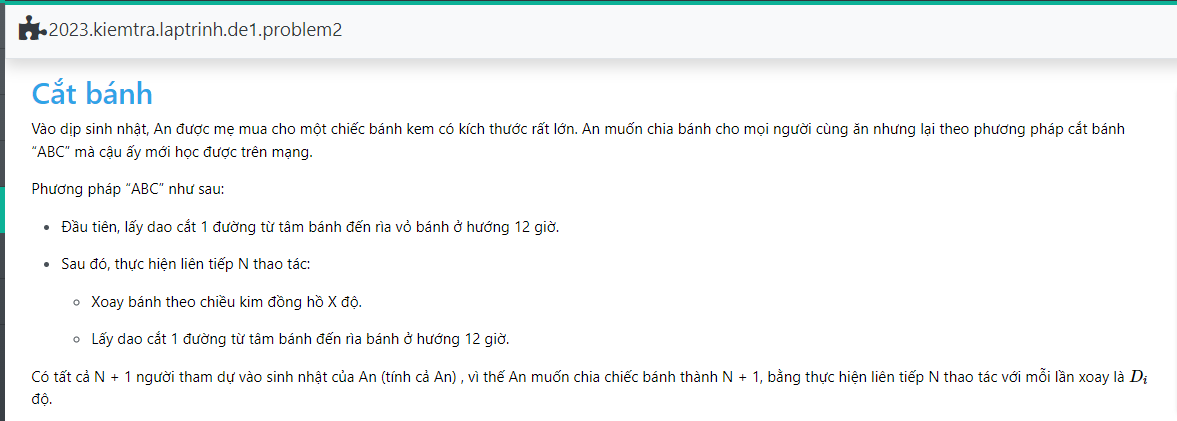 2023.kiemtra.laptrinh.de1.problem2
Cắt bánh
Vào dịp sinh nhật, An được mẹ mua cho một chiếc bánh kem có kích thước rất lớn. An muốn chia bánh cho mọi người cùng ăn nhưng lại theo phương pháp cắt bánh
“ABC” mà cậu ấy mới học được trên mạng.
Phương pháp “ABC” như sau:
• Đầu tiên, lấy dao cắt 1 đường từ tâm bánh đến rìa vỏ bánh ở hướng 12 giờ.
• Sau đó, thực hiện liên tiếp N thao tác:
◦ Xoay bánh theo chiều kim đồng hồ X độ.
◦ Lấy dao cắt 1 đường từ tâm bánh đến rìa bánh ở hướng 12 giờ.
Có tất cả N + 1 người tham dự vào sinh nhật của An (tính cả An) , vì thế An muốn chia chiếc bánh thành N + 1, bằng thực hiện liên tiếp N thao tác với mỗi lần xoay là Dᵢ
độ.